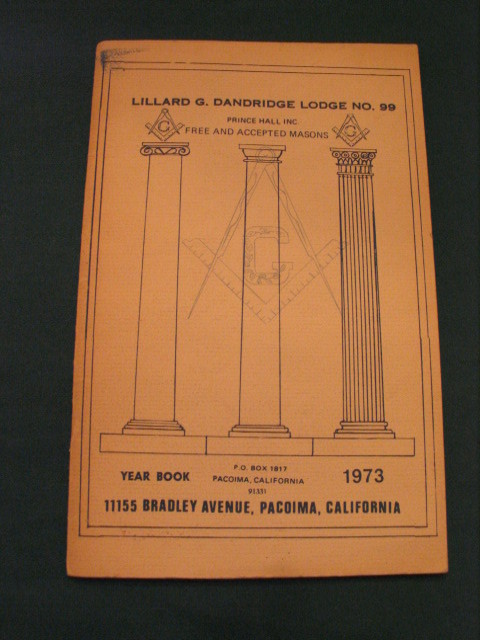 LILLARD G. DANDRIDGE LODGE NO. 99
PRINCE HALL INC
FREE AND ACCEPTED MASONS
G
G
G
YEAR BOOK
P.O. BOX 1817
PACOIMA, CALIFORNIA
91331
1973
11155 BRADLEY AVENUE, PACOIMA, CALIFORNIA